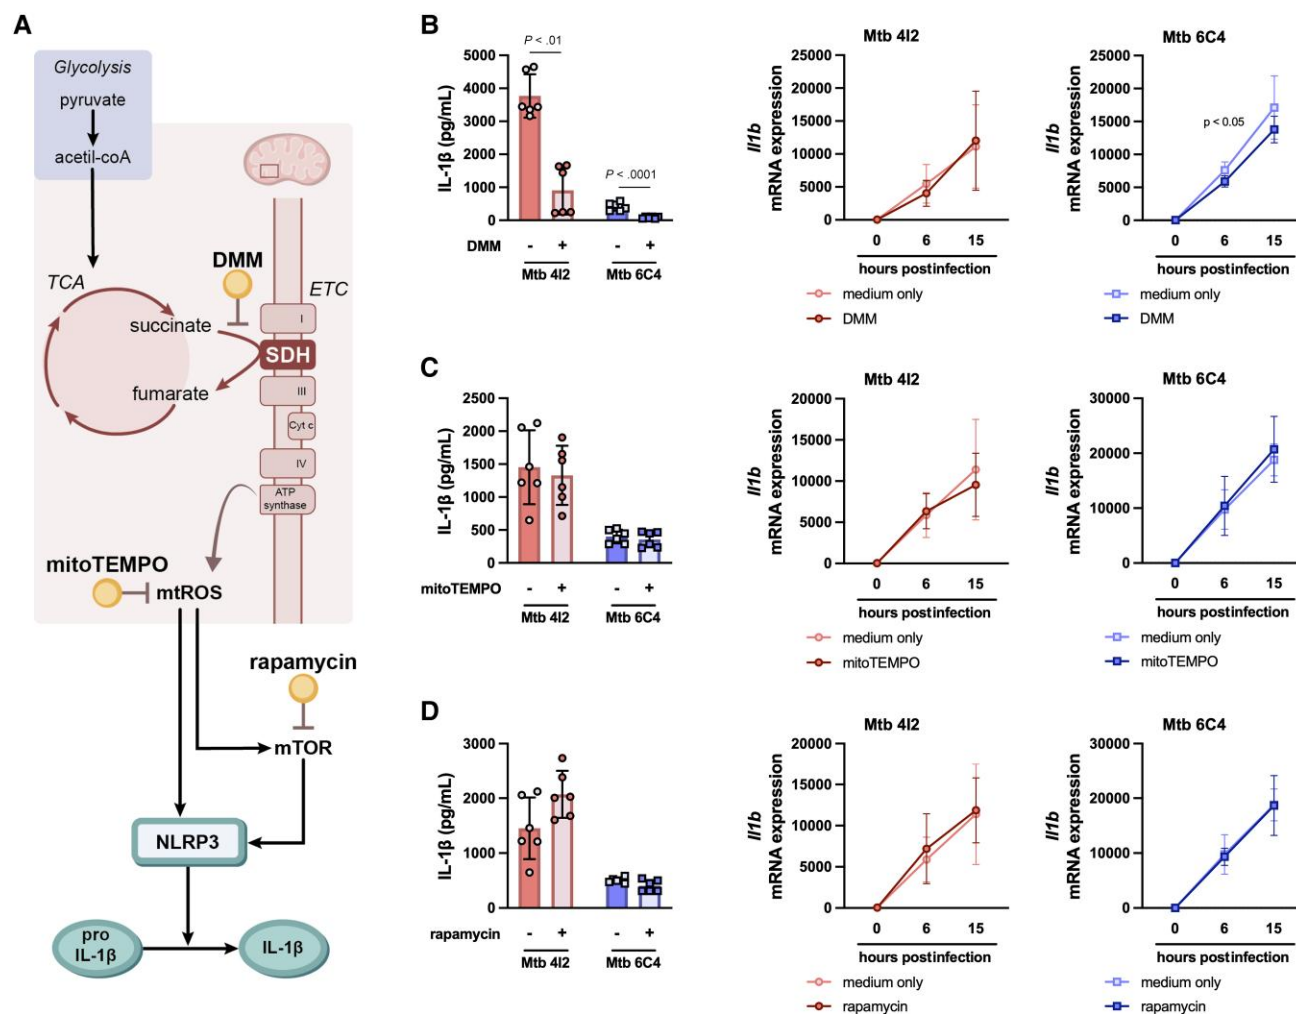 A
Glycolysis
pyruvate
acetil-coA
TCA
DMM
ETC
succinate
fumarate
I
SDH
III
Cyt c
IV
ATP
synthase
mitoTEMPO
mtROS
rapamycin
mTOR
NLRP3
pro
IL-1β
IL-1β
B
P < .01
P < .0001
IL-1β (pg/mL)
5000
4000
3000
2000
1000
0
DMM - + - +
Mtb 4I2 Mtb 6C4
Mtb 4I2
Il1b
mRNA expression
25000
20000
15000
10000
5000
0
0 6 15
hours postinfection
medium only
DMM
Mtb 6C4
Il1b
mRNA expression
25000
20000
15000
10000
5000
0
p < 0.05
0 6 15
hours postinfection
medium only
DMM
C
IL-1β (pg/mL)
2500
2000
1500
1000
500
0
mitoTEMPO - + - +
Mtb 4I2 Mtb 6C4
Mtb 4I2
Il1b
mRNA expression
20000
15000
10000
5000
0
0 6 15
hours postinfection
medium only
mitoTEMPO
Mtb 6C4
Il1b
mRNA expression
30000
20000
10000
0
0 6 15
hours postinfection
medium only
mitoTEMPO
D
IL-1β (pg/mL)
3000
2000
1000
0
rapamycin - + - +
Mtb 4I2 Mtb 6C4
Mtb 4I2
Il1b
mRNA expression
20000
15000
10000
5000
0
0 6 15
hours postinfection
medium only
rapamycin
Mtb 6C4
Il1b
mRNA expression
30000
20000
10000
0
0 6 15
hours postinfection
medium only
rapamycin